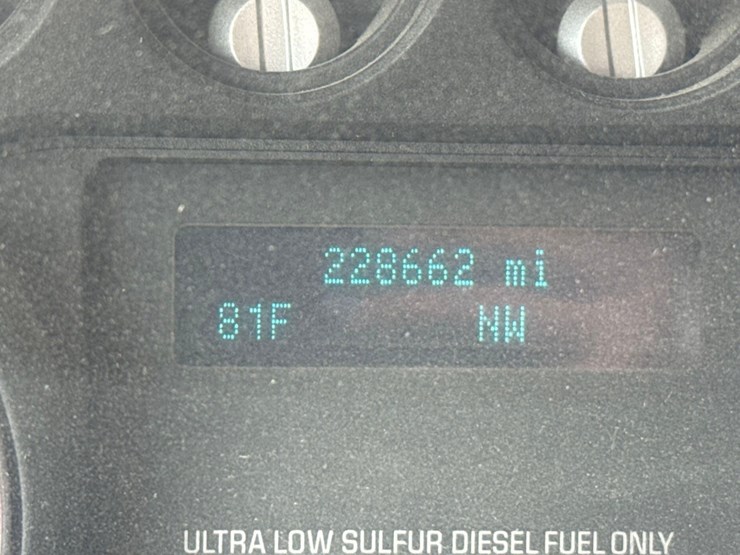 228662 mi
81F NW
ULTRA LOW SULFUR DIESEL FUEL ONLY